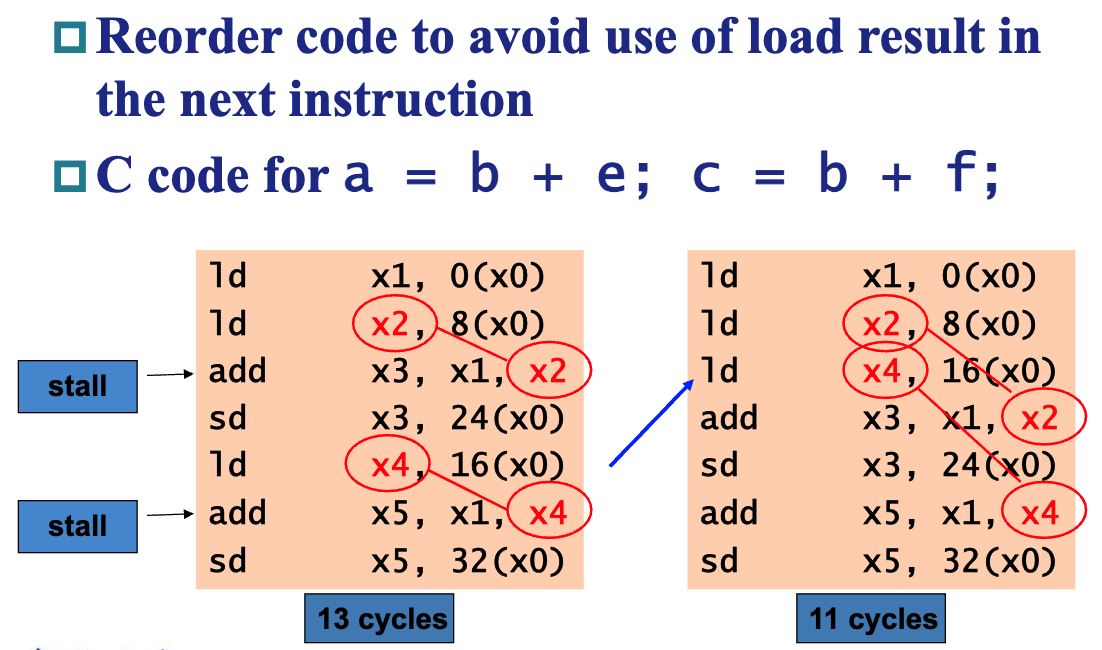 Reorder code to avoid use of load result in
the next instruction
C code for a = b + e; c = b + f;
ld x1, 0(x0)
ld x2, 8(x0)
stall add x3, x1, x2
sd x3, 24(x0)
ld x4, 16(x0)
stall add x5, x1, x4
sd x5, 32(x0)
13 cycles
ld x1, 0(x0)
ld x2, 8(x0)
ld x4, 16(x0)
add x3, x1, x2
sd x3, 24(x0)
add x5, x1, x4
sd x5, 32(x0)
11 cycles